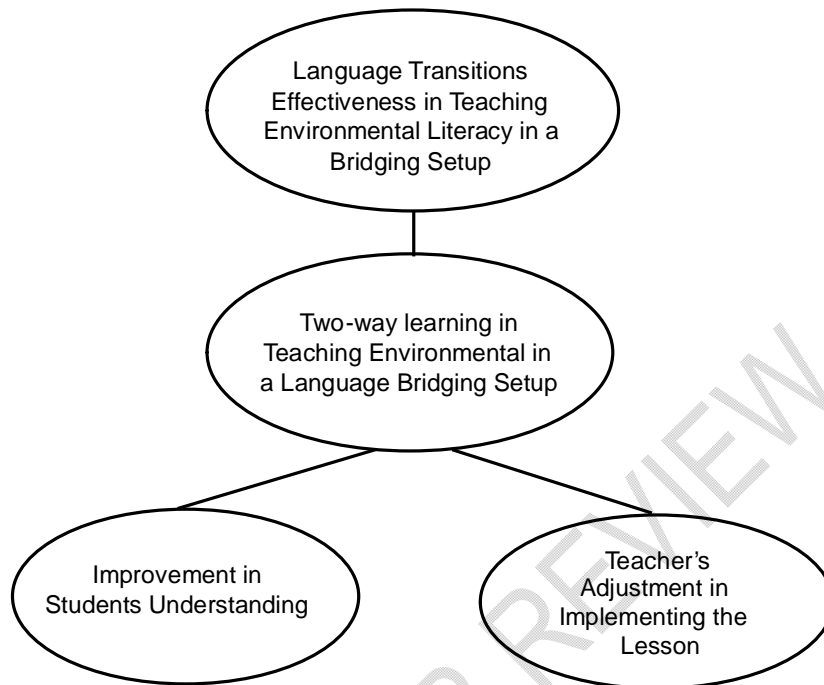 Language Transitions
Effectiveness in Teaching
Environmental Literacy in a
Bridging Setup
Two-way learning in
Teaching Environmental in
a Language Bridging Setup
Improvement in
Students Understanding
Teacher’s
Adjustment in
Implementing the
Lesson
REVIEW